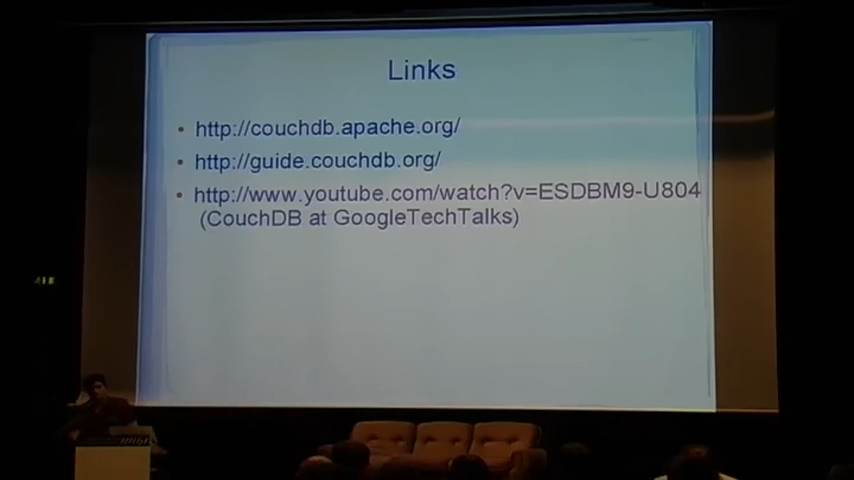 Links
• http://couchdb.apache.org/
• http://guide.couchdb.org/
• http://www.youtube.com/watch?v=ESDBM9-U804
(CouchDB at GoogleTechTalks)